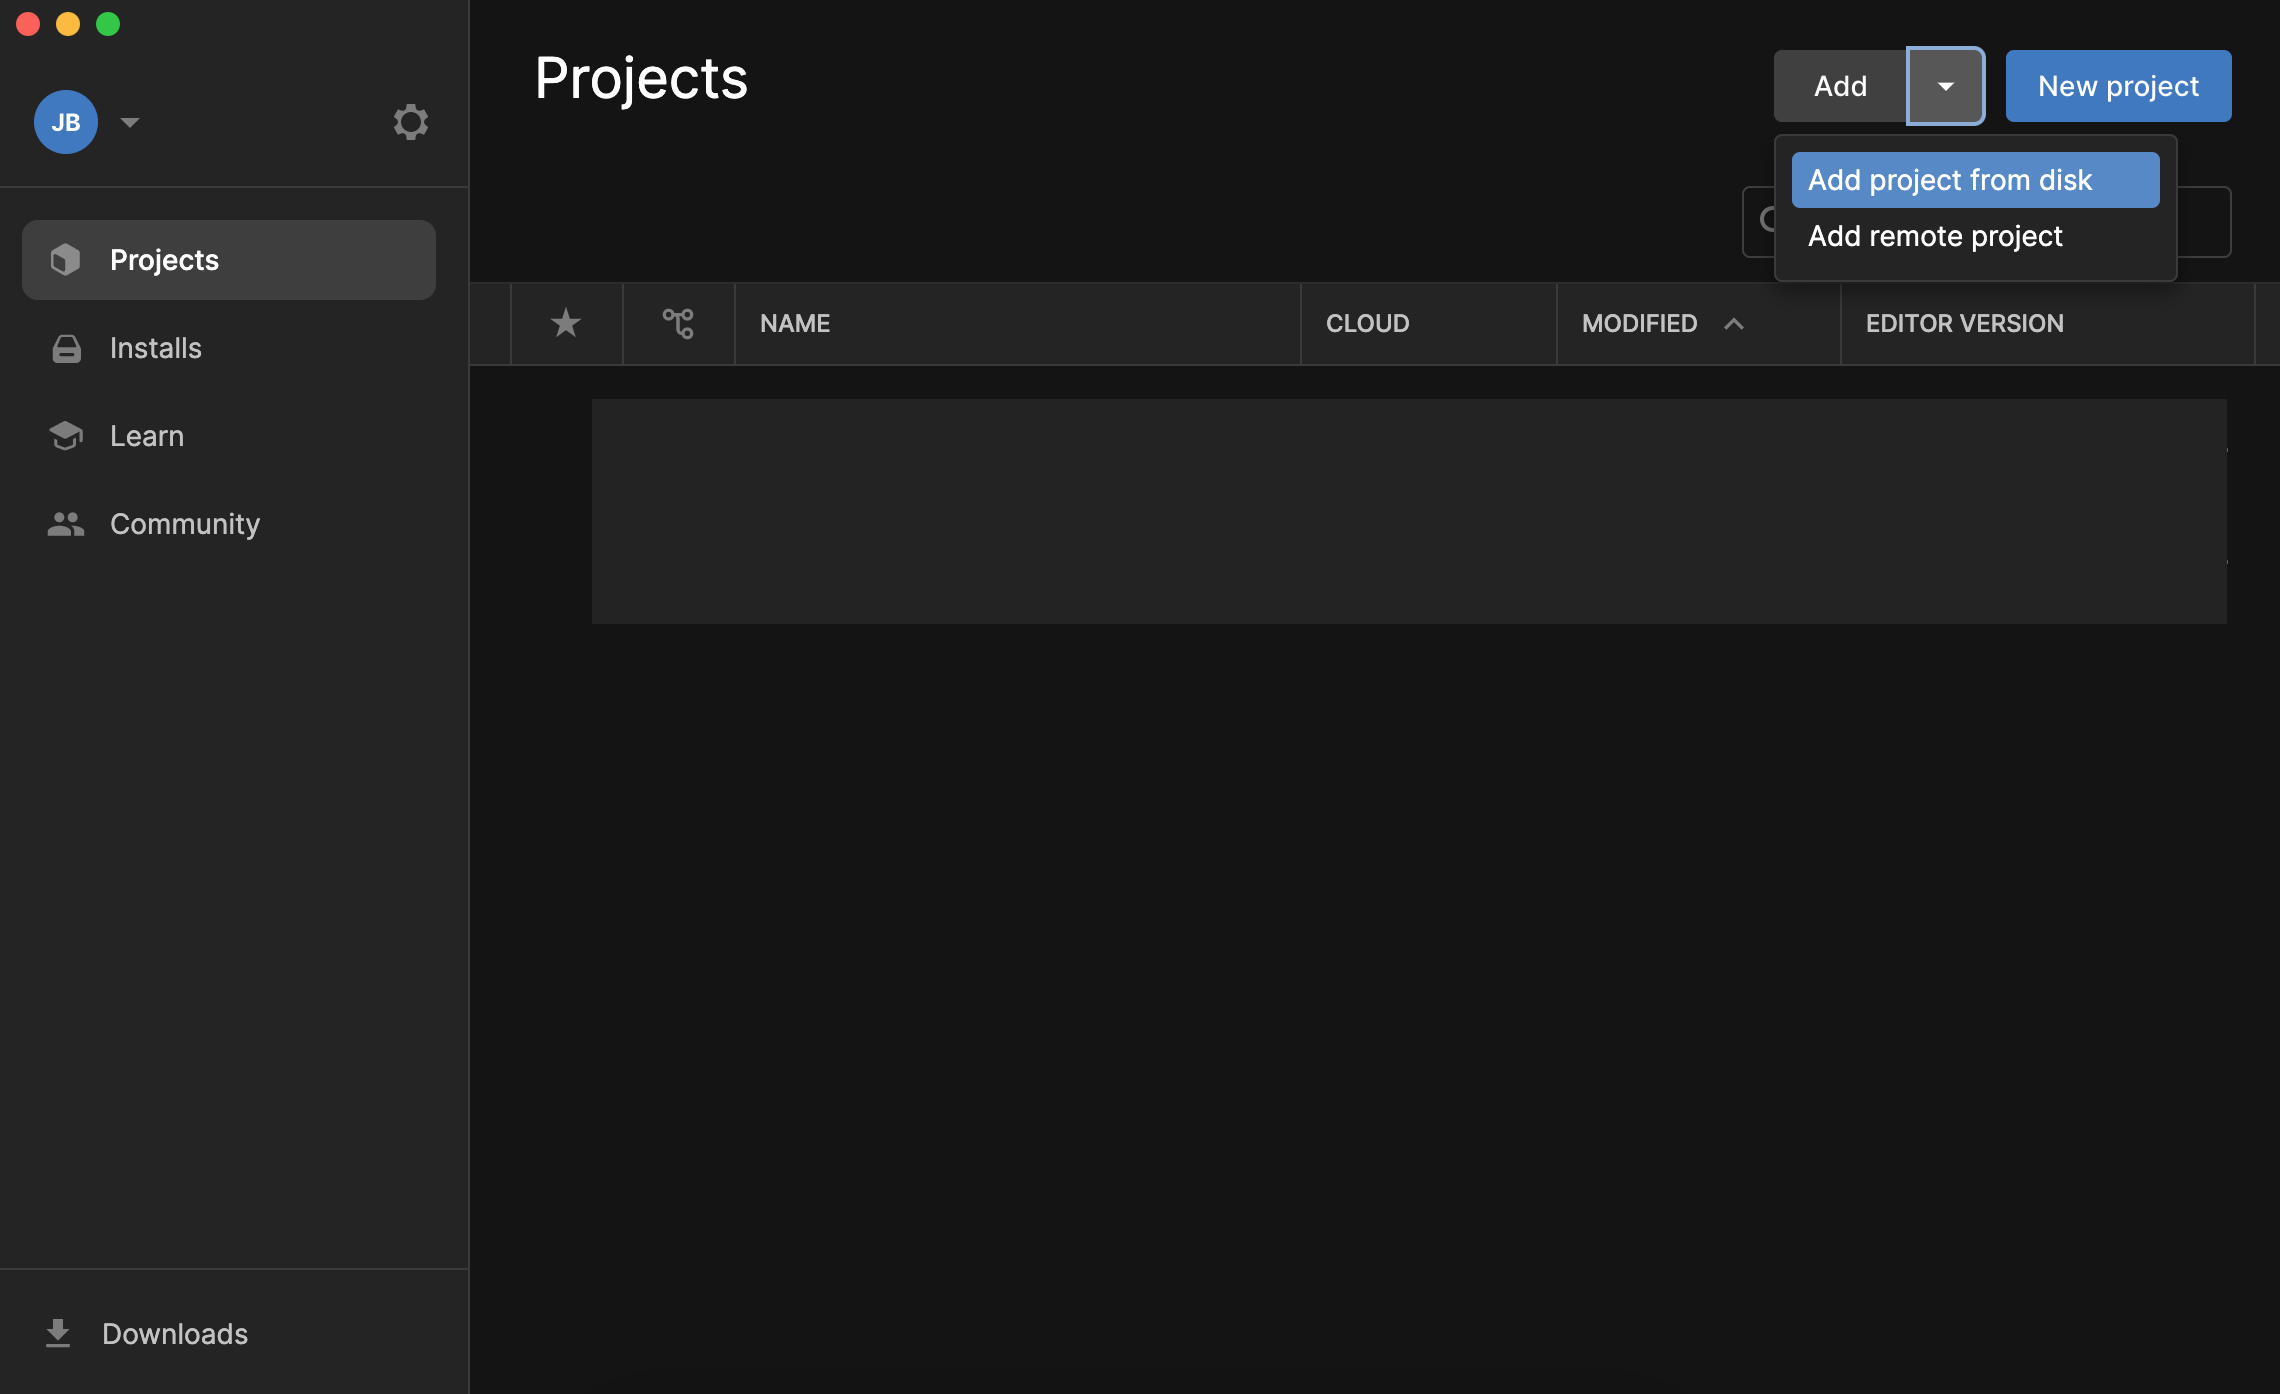 JB
Projects
Installs
Learn
Community
Downloads
Projects
Add
New project
Add project from disk
Add remote project
NAME
CLOUD
MODIFIED
EDITOR VERSION